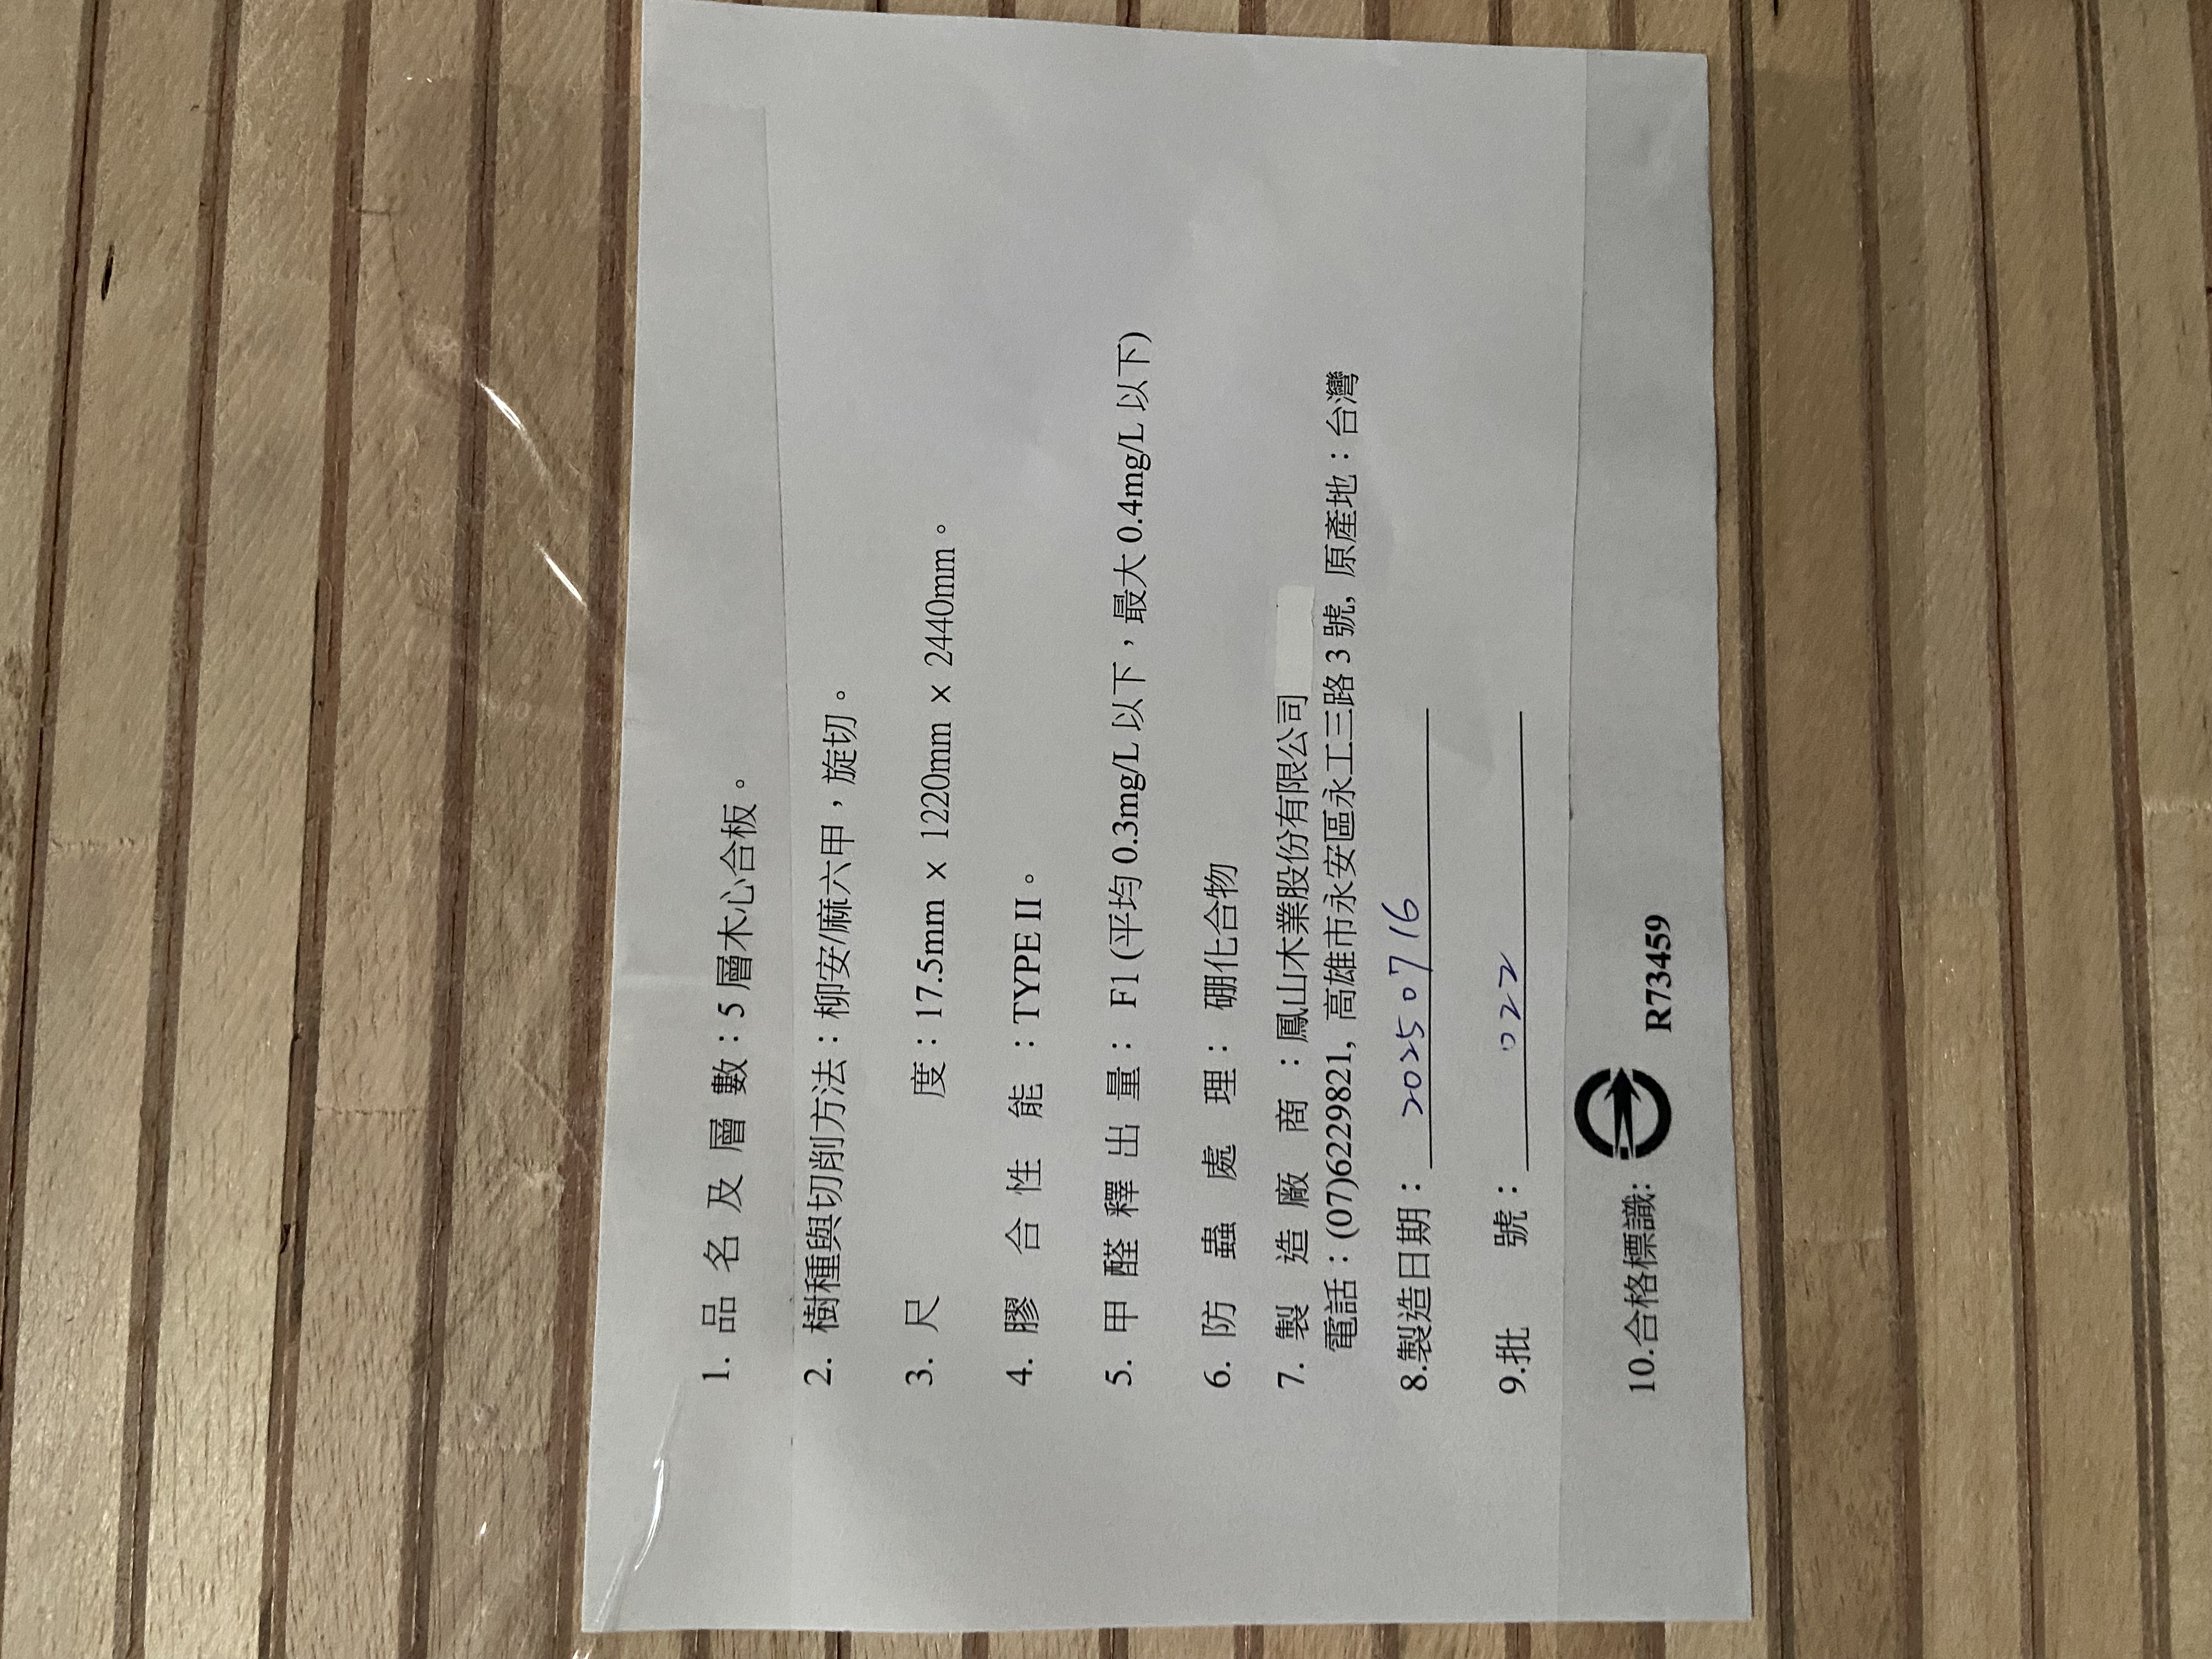 1. 品名及層數：5 層木心合板。
2. 樹種與切削方法：柳安/麻六甲，旋切。
3. 尺度：17.5mm × 1220mm × 2440mm。
4. 膠合性能：TYPE II。
5. 甲醛釋出量： F1 (平均 0.3mg/L 以下，最大 0.4mg/L 以下)
6. 防蟲處理： 硼化合物
7. 製造廠商：鳳山木業股份有限公司
電話：(07)6229821, 高雄市永安區永工三路 3 號, 原產地：台灣
8.製造日期： 20250716
9.批號： 022
10.合格標識: R73459